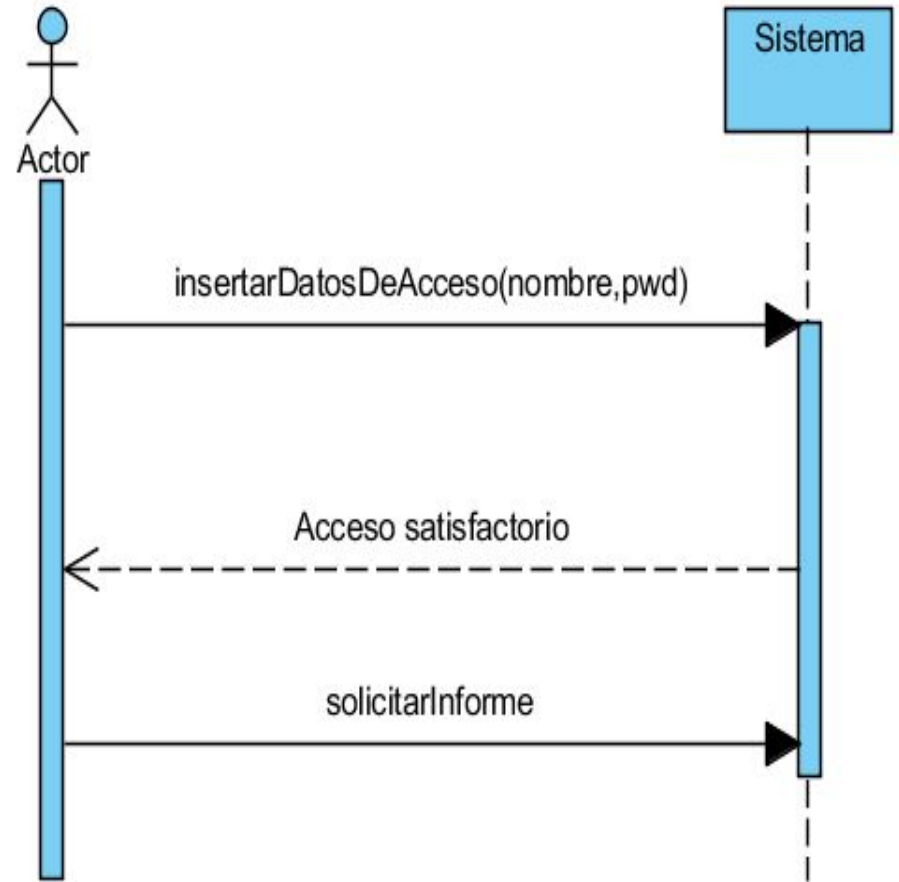 Sistema
Actor
insertarDatosDeAcceso(nombre,pwd)
Acceso satisfactorio
solicitarInforme